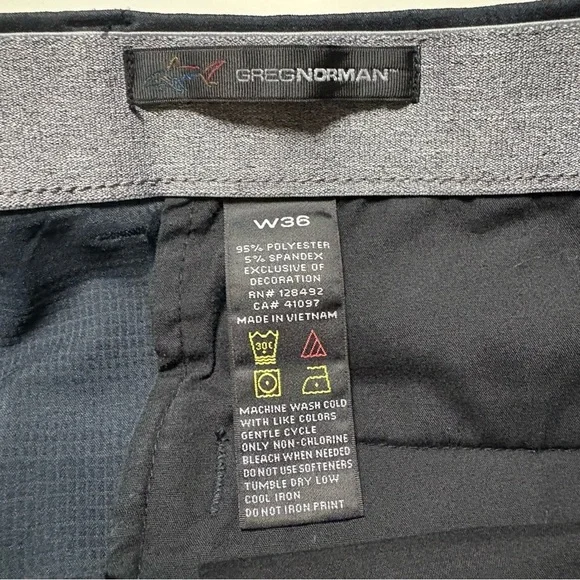 GREGNORMAN™
W36
95% POLYESTER
5% SPANDEX
EXCLUSIVE OF
DECORATION
RN# 128492
CA# 41097
MADE IN VIETNAM
30C
MACHINE WASH COLD
WITH LIKE COLORS
GENTLE CYCLE
ONLY NON-CHLORINE
BLEACH WHEN NEEDED
DO NOT USE SOFTENERS
TUMBLE DRY LOW
COOL IRON
DO NOT IRON PRINT